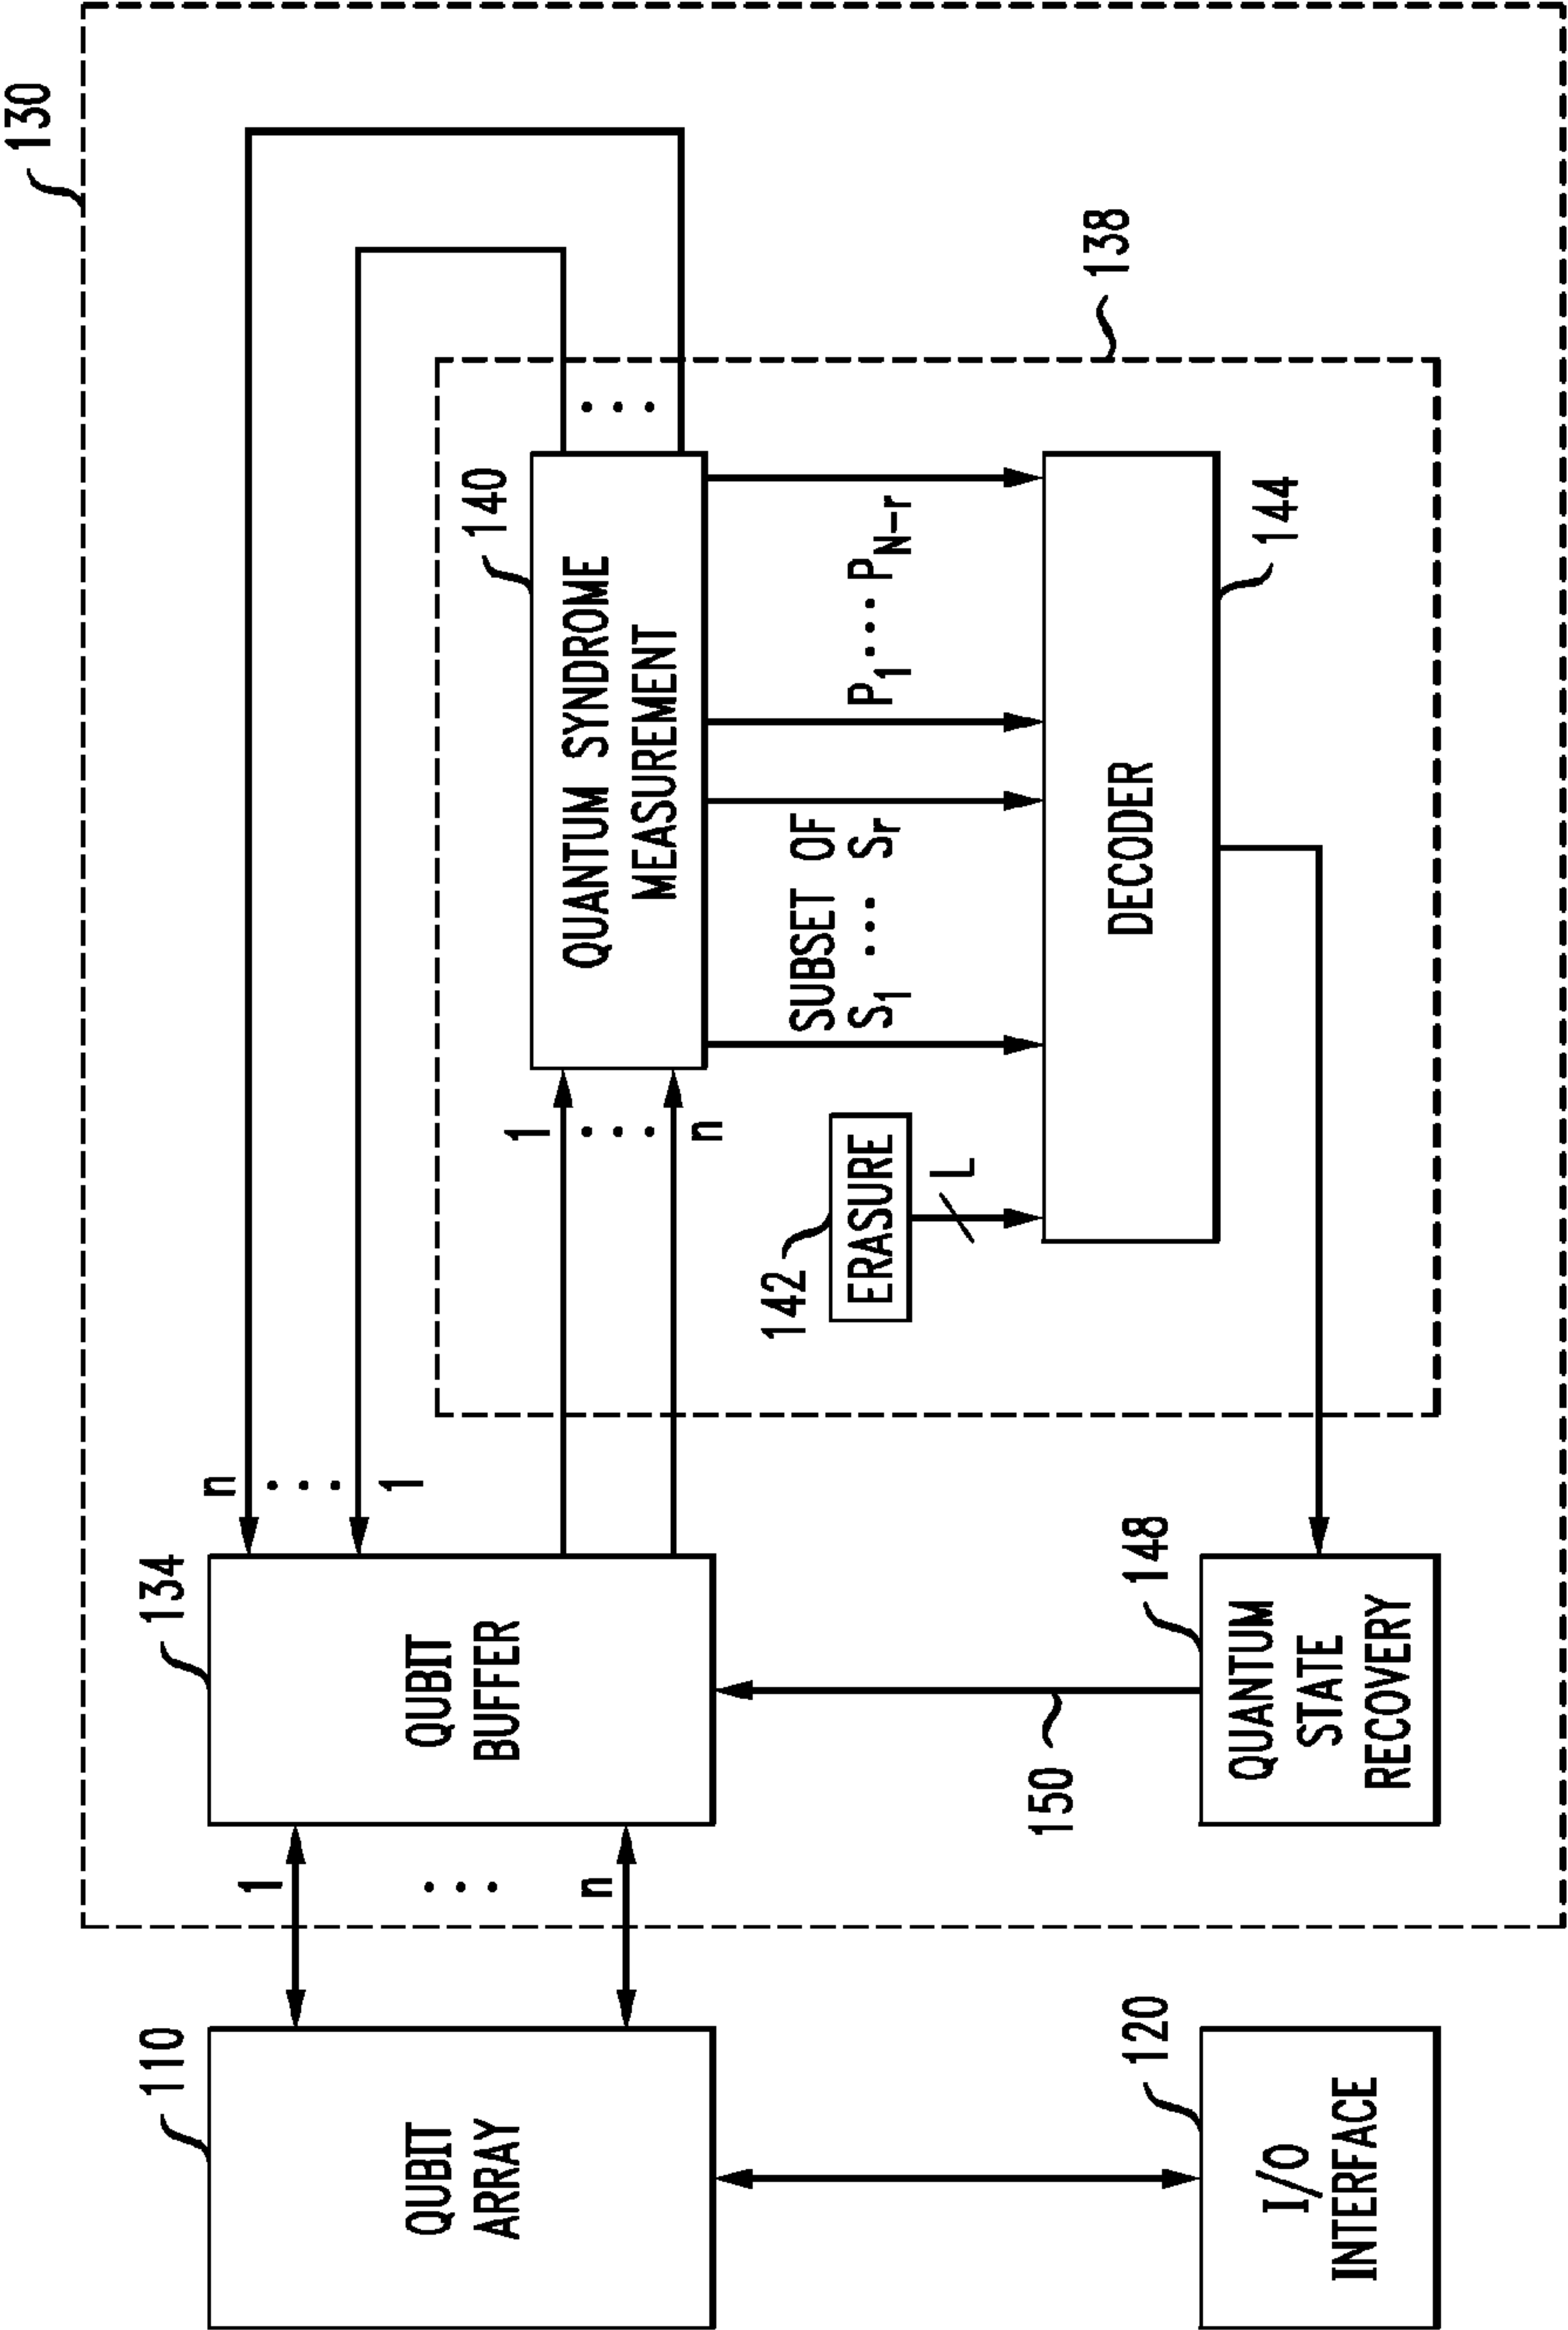 130
110
QUBIT
ARRAY
1
...
n
134
QUBIT
BUFFER
n
...
1
138
140
QUANTUM SYNDROME
MEASUREMENT
1
...
n
...
SUBSET OF
S1 ... Sr
P1 ... PN-r
142
ERASURE
L
DECODER
144
120
I/O
INTERFACE
150
148
QUANTUM
STATE
RECOVERY